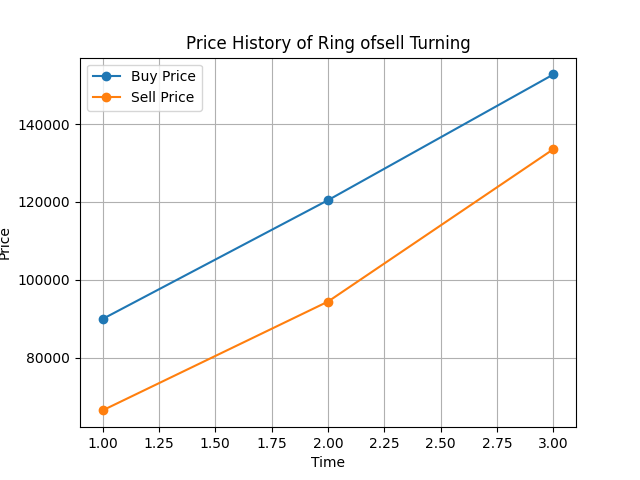 Price History of Ring ofsell Turning
Buy Price
Sell Price
140000
120000
100000
80000
Price
1.00 1.25 1.50 1.75 2.00 2.25 2.50 2.75 3.00
Time